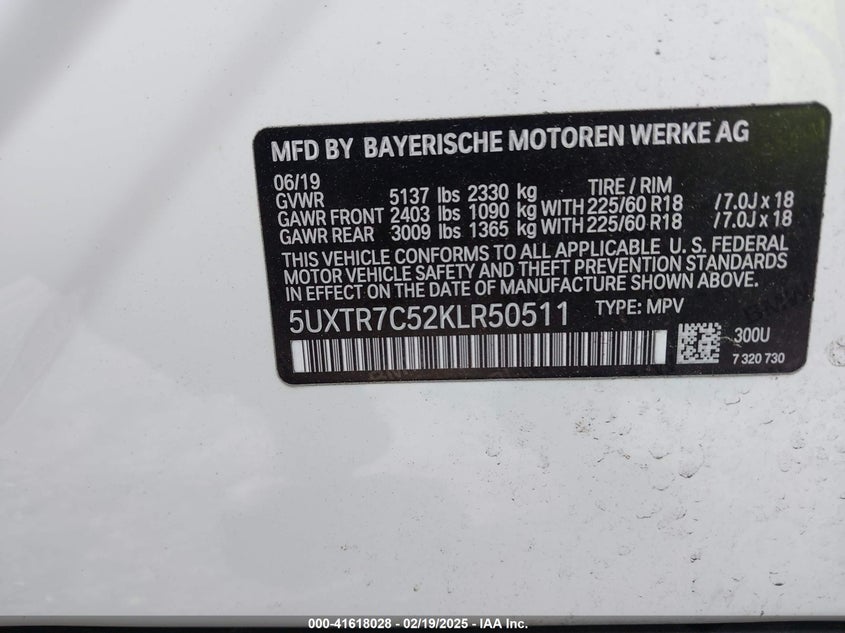 MFD BY BAYERISCHE MOTOREN WERKE AG
06/19 TIRE / RIM
GVWR 5137 lbs 2330 kg
GAWR FRONT 2403 lbs 1090 kg WITH 225/60 R18 /7.0J x 18
GAWR REAR 3009 lbs 1365 kg WITH 225/60 R18 /7.0J x 18
THIS VEHICLE CONFORMS TO ALL APPLICABLE U. S. FEDERAL
MOTOR VEHICLE SAFETY AND THEFT PREVENTION STANDARDS
IN EFFECT ON THE DATE OF MANUFACTURE SHOWN ABOVE.
5UXTR7C52KLR50511 TYPE: MPV
300U
7 320 730
000-41618028 - 02/19/2025 - IAA Inc.